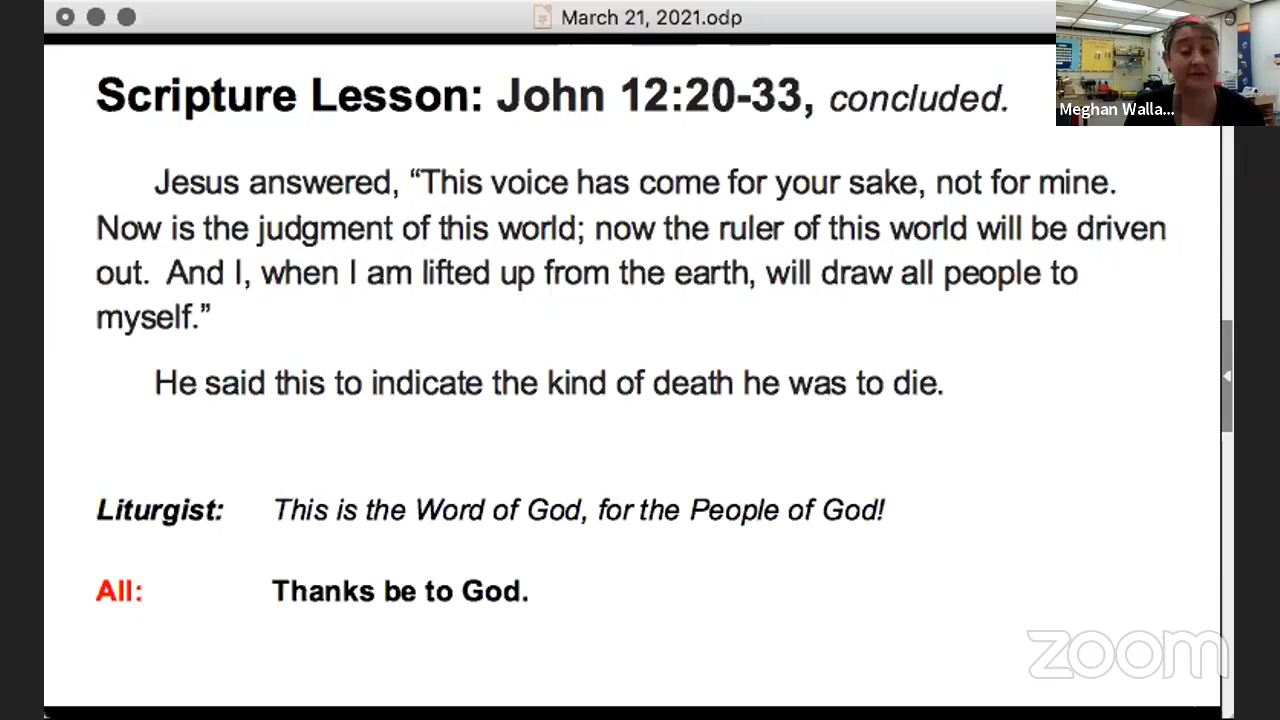 March 21, 2021.odp
Scripture Lesson: John 12:20-33, concluded.
Meghan Walla...
Jesus answered, “This voice has come for your sake, not for mine.
Now is the judgment of this world; now the ruler of this world will be driven
out.  And I, when I am lifted up from the earth, will draw all people to
myself.”
He said this to indicate the kind of death he was to die.
Liturgist: This is the Word of God, for the People of God!
All: Thanks be to God.
zoom